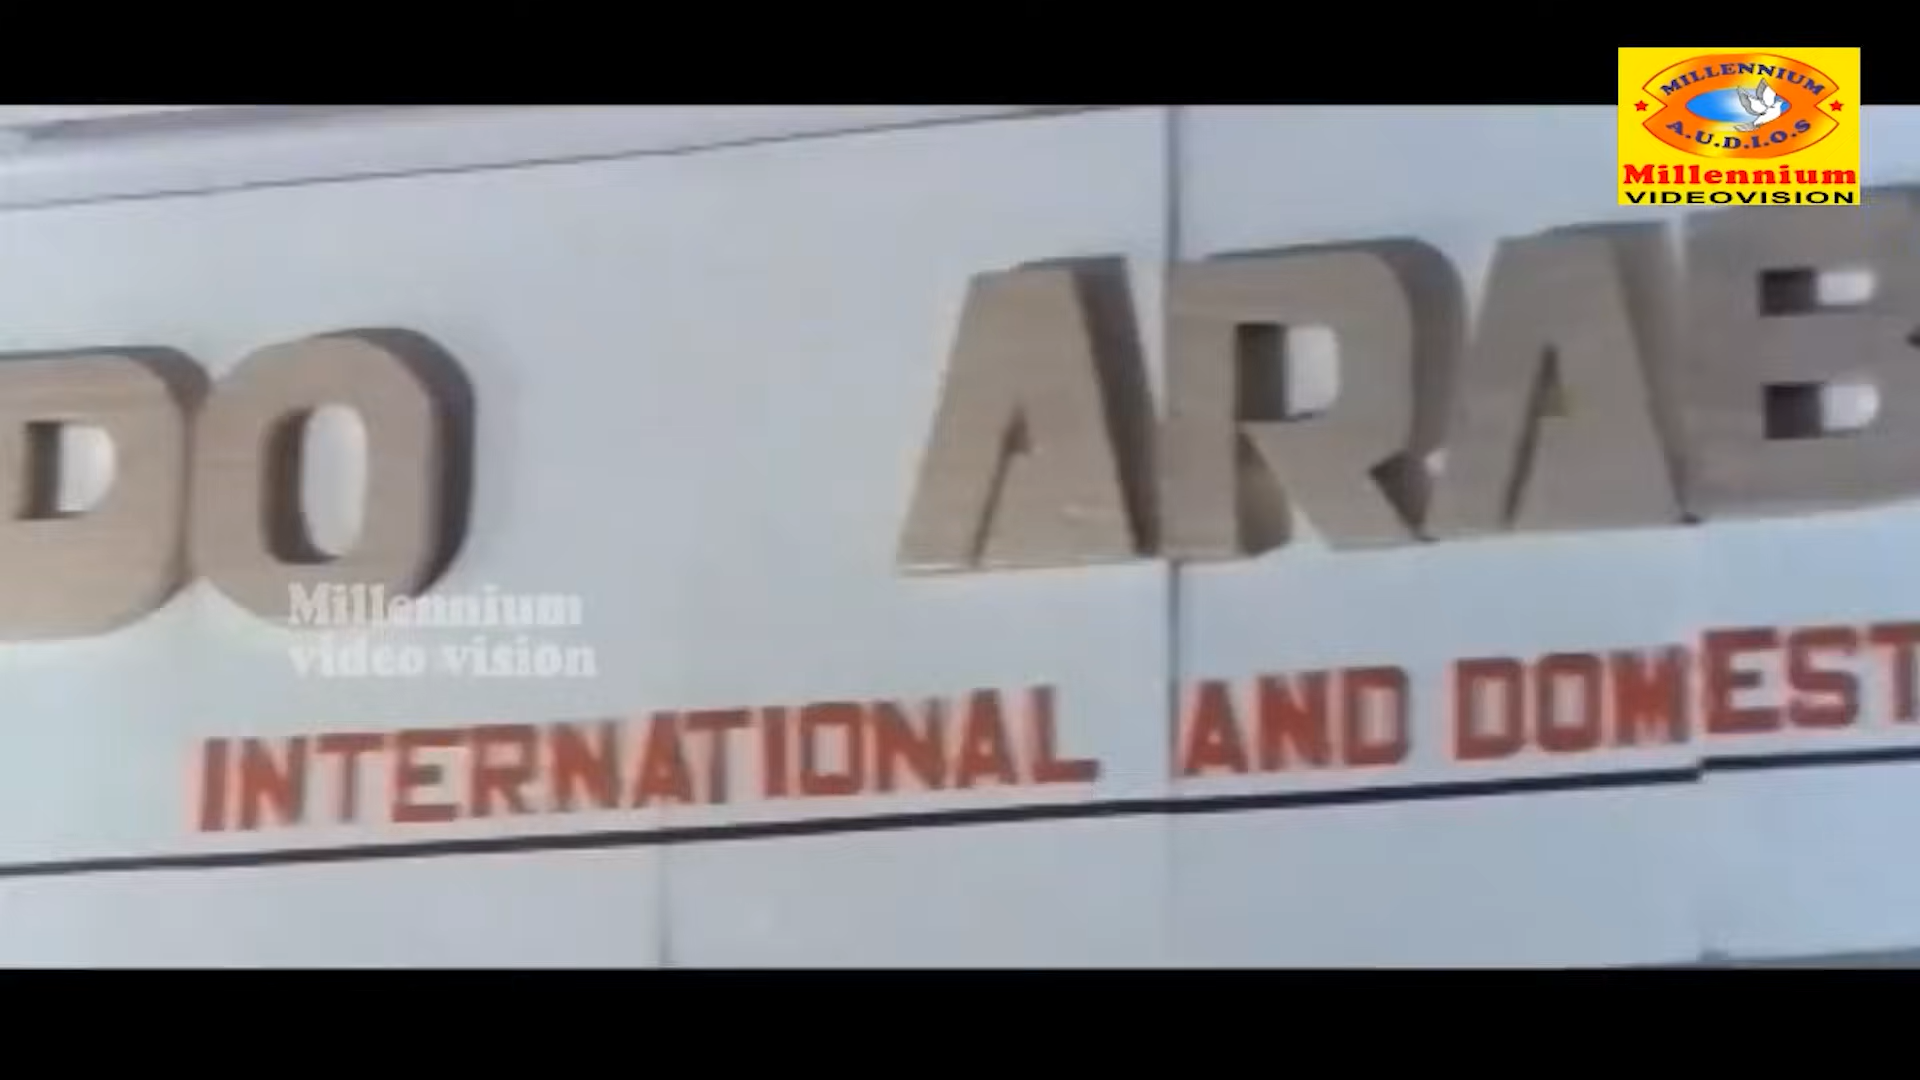 MILLENNIUM
A.U.D.I.O.S
Millennium
VIDEOVISION
DO ARAB
Millennium
video vision
INTERNATIONAL AND DOMEST